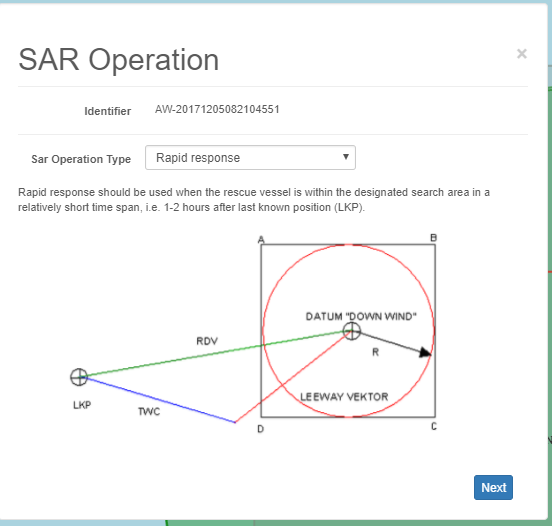 SAR Operation
×
Identifier AW-20171205082104551
Sar Operation Type Rapid response
Rapid response should be used when the rescue vessel is within the designated search area in a
relatively short time span, i.e. 1-2 hours after last known position (LKP).
A B
DATUM "DOWN WIND"
RDV
R
LEEWAY VEKTOR
LKP
TWC
D C
Next